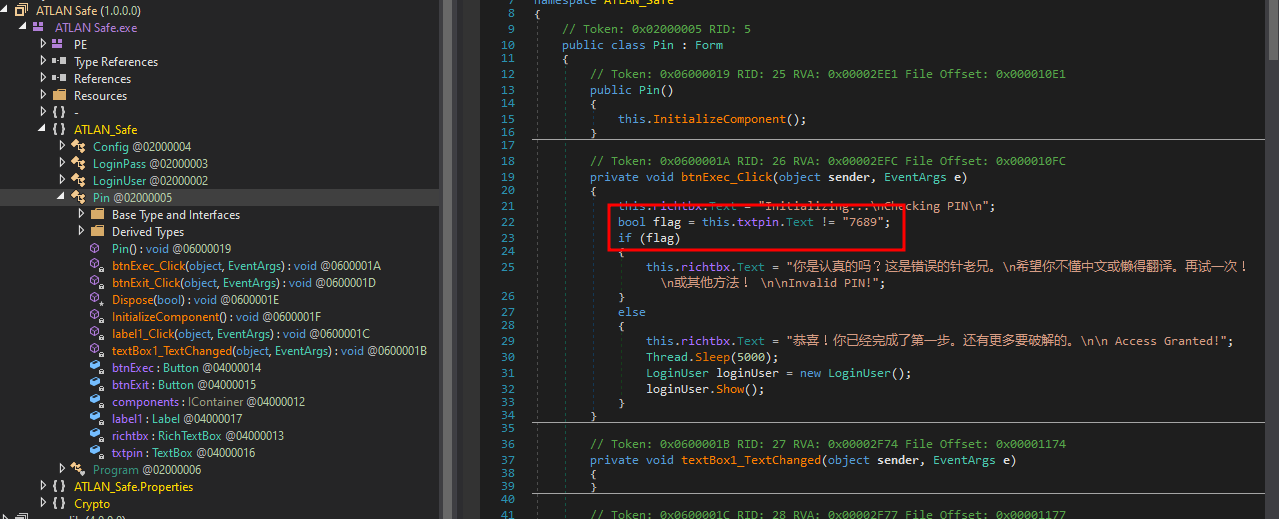 ATLAN Safe (1.0.0.0)
ATLAN Safe.exe
PE
Type References
References
Resources
{ } -
{ } ATLAN_Safe
Config @02000004
LoginPass @02000003
LoginUser @02000002
Pin @02000005
Base Type and Interfaces
Derived Types
Pin() : void @06000019
btnExec_Click(object, EventArgs) : void @0600001A
btnExit_Click(object, EventArgs) : void @0600001D
Dispose(bool) : void @0600001E
InitializeComponent() : void @0600001F
label1_Click(object, EventArgs) : void @0600001C
textBox1_TextChanged(object, EventArgs) : void @0600001B
btnExec : Button @04000014
btnExit : Button @04000015
components : IContainer @04000012
label1 : Label @04000017
richtbx : RichTextBox @04000013
txtpin : TextBox @04000016
Program @02000006
{ } ATLAN_Safe.Properties
{ } Crypto
7 namespace ATLAN_Safe
8 {
9 // Token: 0x02000005 RID: 5
10 public class Pin : Form
11 {
12 // Token: 0x06000019 RID: 25 RVA: 0x00002EE1 File Offset: 0x000010E1
13 public Pin()
14 {
15 this.InitializeComponent();
16 }
17
18 // Token: 0x0600001A RID: 26 RVA: 0x00002EFC File Offset: 0x000010FC
19 private void btnExec_Click(object sender, EventArgs e)
20 {
21 this.richtbx.Text = "Initializing...\nChecking PIN\n";
22 bool flag = this.txtpin.Text != "7689";
23 if (flag)
24 {
25 this.richtbx.Text = "你是认真的吗？这是错误的针老兄。\n希望你不懂中文或懒得翻译。再试一次！
\n或其他方法！ \n\nInvalid PIN!";
26 }
27 else
28 {
29 this.richtbx.Text = "恭喜！你已经完成了第一步。还有更多要破解的。\n\n Access Granted!";
30 Thread.Sleep(5000);
31 LoginUser loginUser = new LoginUser();
32 loginUser.Show();
33 }
34 }
35
36 // Token: 0x0600001B RID: 27 RVA: 0x00002F74 File Offset: 0x00001174
37 private void textBox1_TextChanged(object sender, EventArgs e)
38 {
39 }
40
41 // Token: 0x0600001C RID: 28 RVA: 0x00002F77 File Offset: 0x00001177